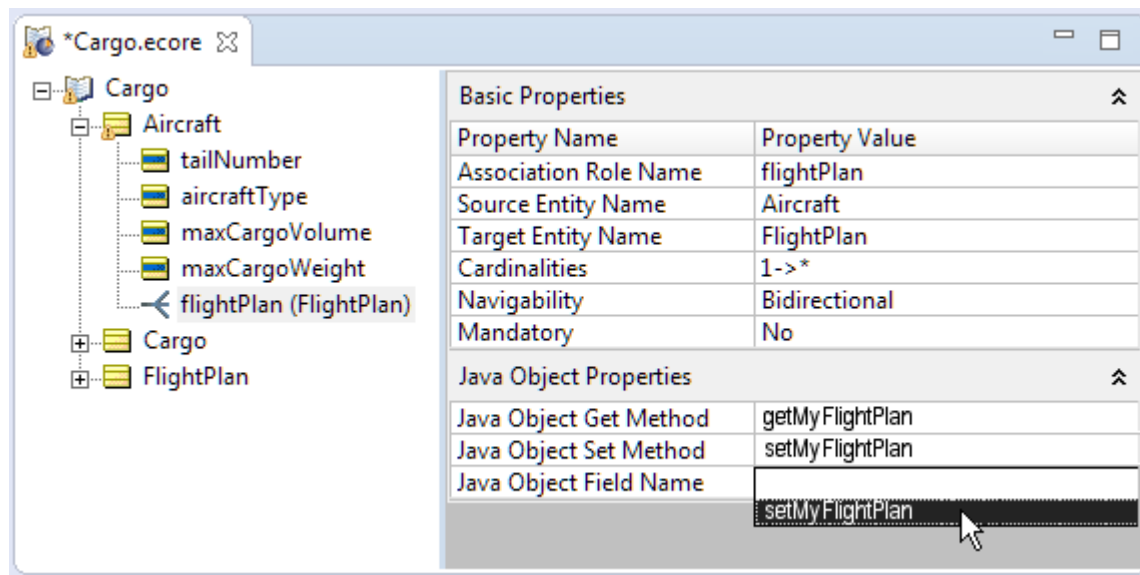 *Cargo.ecore
Cargo
Aircraft
tailNumber
aircraftType
maxCargoVolume
maxCargoWeight
flightPlan (FlightPlan)
Cargo
FlightPlan
Basic Properties
Property Name Property Value
Association Role Name flightPlan
Source Entity Name Aircraft
Target Entity Name FlightPlan
Cardinalities 1->*
Navigability Bidirectional
Mandatory No
Java Object Properties
Java Object Get Method getMyFlightPlan
Java Object Set Method setMyFlightPlan
Java Object Field Name
setMyFlightPlan